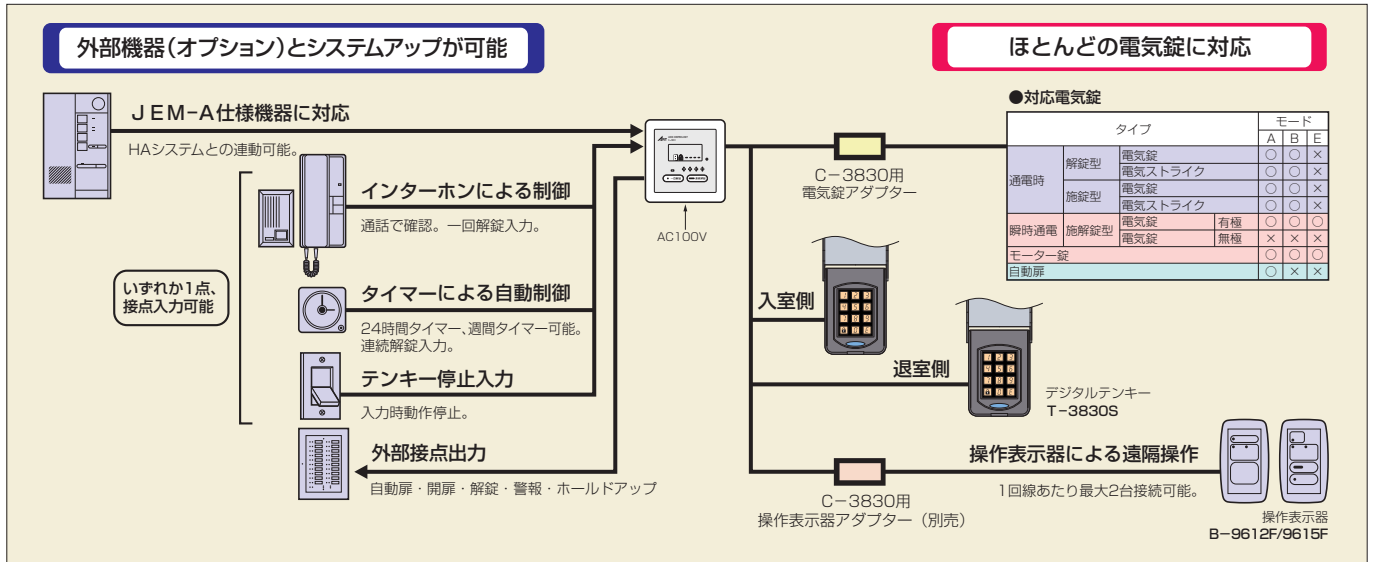 外部機器(オプション)とシステムアップが可能
ほとんどの電気錠に対応
JEM-A仕様機器に対応
HAシステムとの連動可能。
インターホンによる制御
通話で確認。一回解錠入力。
いずれか1点、
接点入力可能
タイマーによる自動制御
24時間タイマー、週間タイマー可能。
連続解錠入力。
テンキー停止入力
入力時動作停止。
外部接点出力
自動扉・開扉・解錠・警報・ホールドアップ
AC100V
C-3830用
電気錠アダプター
入室側
退室側
デジタルテンキー
T-3830S
C-3830用
操作表示器アダプター(別売)
操作表示器による遠隔操作
1回線あたり最大2台接続可能。
操作表示器
B-9612F/9615F
●対応電気錠
タイプ モード
A B E
通電時 解錠型 電気錠 ○ ○ ×
電気ストライク ○ ○ ×
施錠型 電気錠 ○ ○ ×
電気ストライク ○ ○ ×
瞬時通電 施解錠型 電気錠 有極 ○ ○ ○
電気錠 無極 × × ×
モーター錠 ○ ○ ○
自動扉 ○ × ×